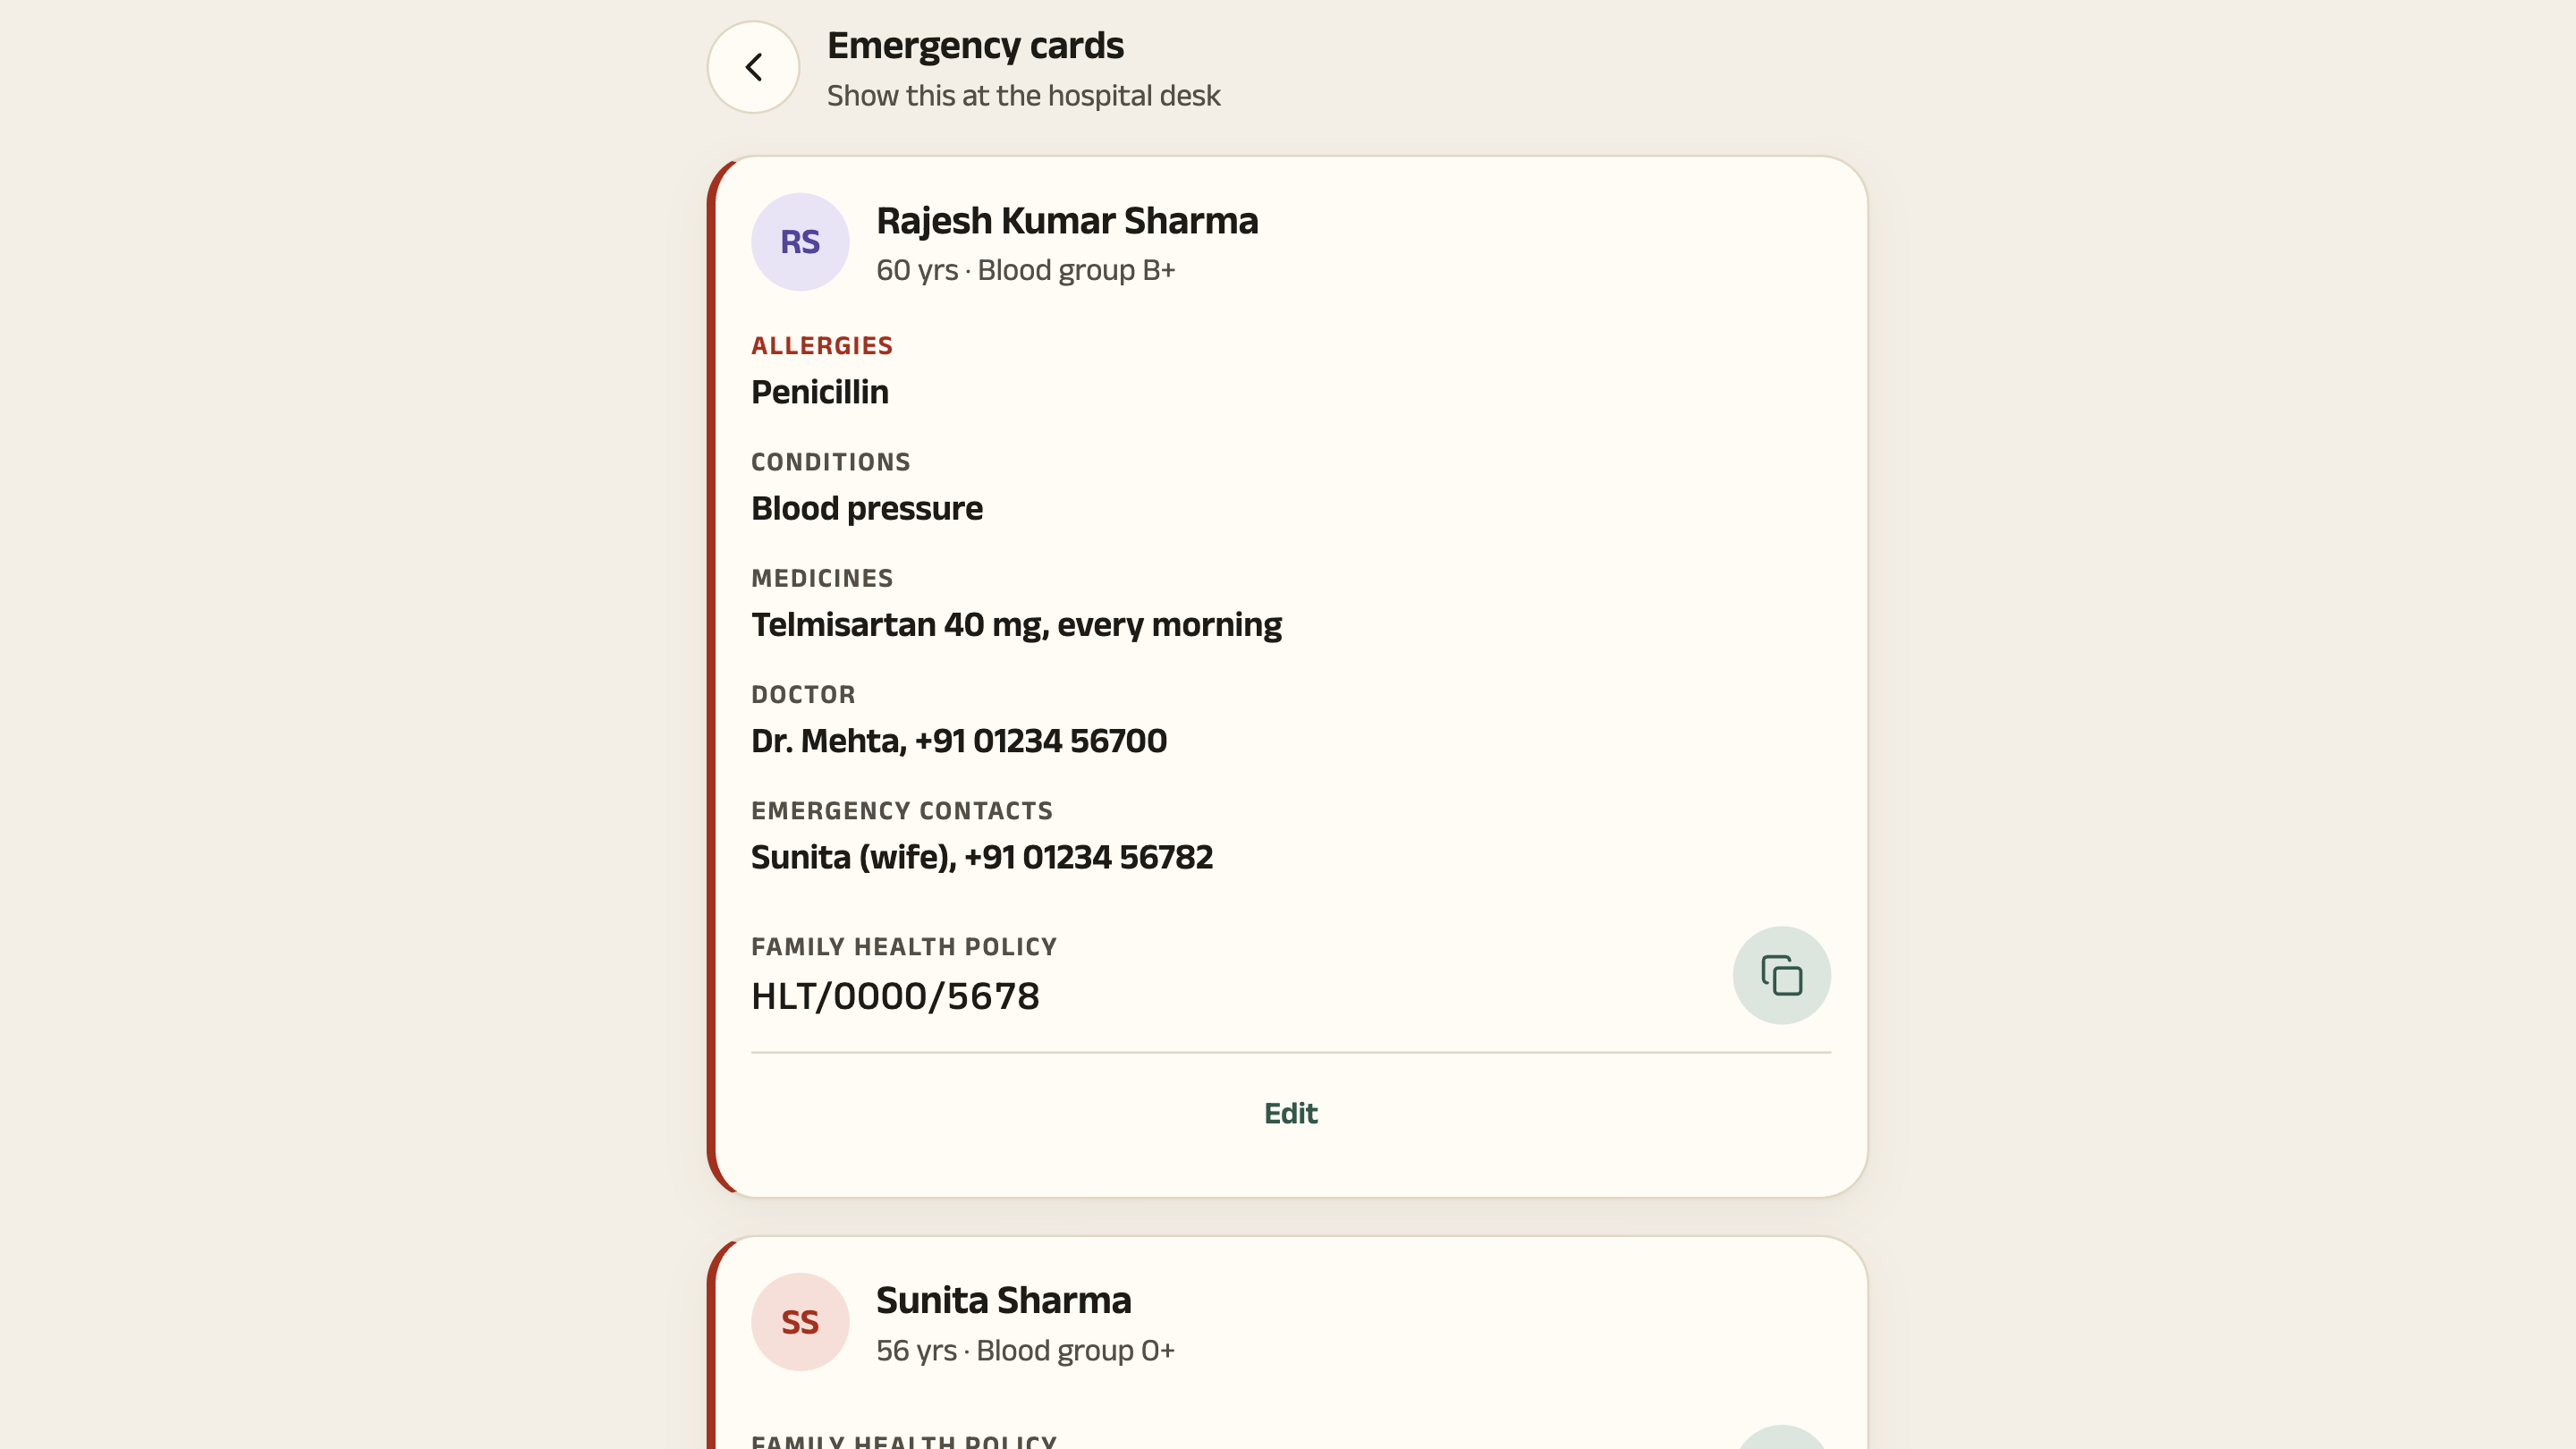 Emergency cards
Show this at the hospital desk
RS
Rajesh Kumar Sharma
60 yrs · Blood group B+
ALLERGIES
Penicillin
CONDITIONS
Blood pressure
MEDICINES
Telmisartan 40 mg, every morning
DOCTOR
Dr. Mehta, +91 01234 56700
EMERGENCY CONTACTS
Sunita (wife), +91 01234 56782
FAMILY HEALTH POLICY
HLT/0000/5678
Edit
SS
Sunita Sharma
56 yrs · Blood group O+
FAMILY HEALTH POLICY